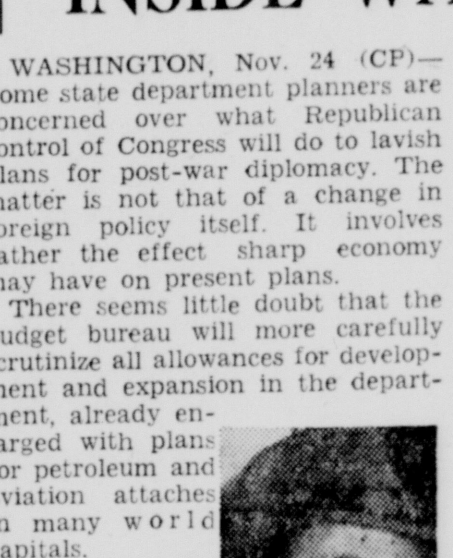 INSIDE W
WASHINGTON, Nov. 24 (CP)—
ome state department planners are
oncerned over what Republican
ontrol of Congress will do to lavish
lans for post-war diplomacy. The
atter is not that of a change in
oreign policy itself. It involves
ather the effect sharp economy
ay have on present plans.
There seems little doubt that the
udget bureau will more carefully
crutinize all allowances for develop-
ment and expansion in the depart-
ment, already en-
arged with plans
or petroleum and
viation attaches
n many world
apitals.